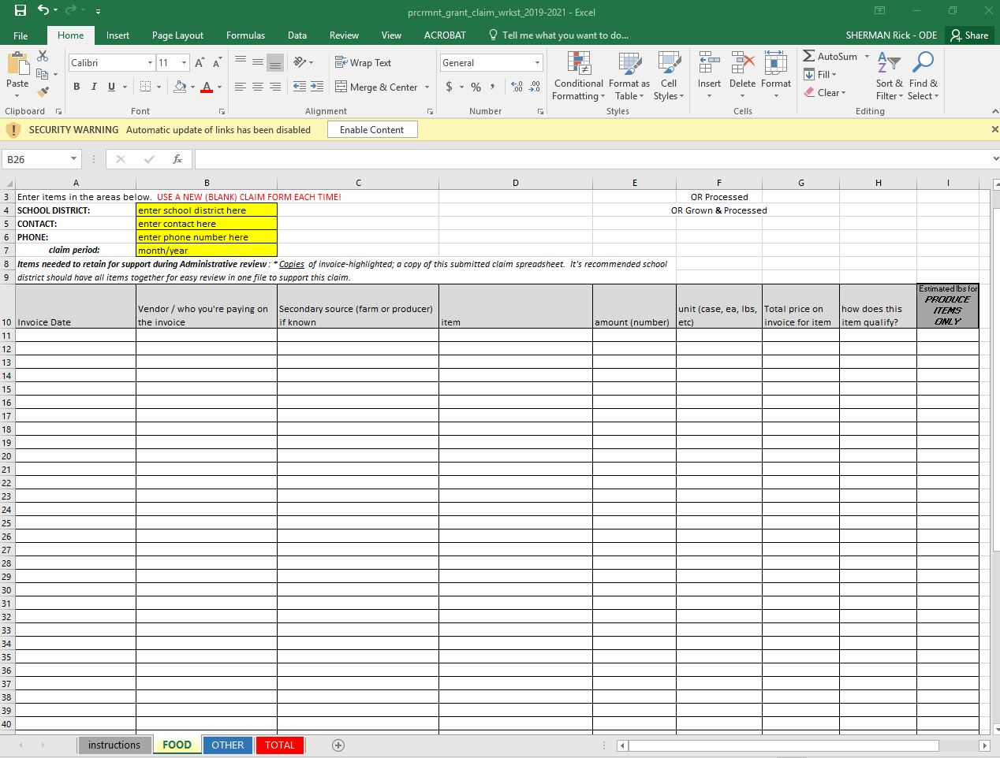 prcrmnt_grant_claim_wrkst_2019-2021 - Excel
File Home Insert Page Layout Formulas Data Review View ACROBAT Tell me what you want to do... SHERMAN Rick - ODE Share
Calibri 11 Wrap Text General AutoSum
Fill
Paste B I U Merge & Center $ % , .00 Conditional Formatting Format as Table Cell Styles Insert Delete Format Clear Sort & Filter Find & Select
Clipboard Font Alignment Number Styles Cells Editing
SECURITY WARNING Automatic update of links has been disabled Enable Content
B26 fx
A B C D E F G H I
3 Enter items in the areas below. USE A NEW (BLANK) CLAIM FORM EACH TIME! OR Processed
4 SCHOOL DISTRICT: enter school district here OR Grown & Processed
5 CONTACT: enter contact here
6 PHONE: enter phone number here
7 claim period: month/year
8 Items needed to retain for support during Administrative review : * Copies of invoice-highlighted; a copy of this submitted claim spreadsheet. It's recommended school
9 district should have all items together for easy review in one file to support this claim.
10 Invoice Date
Vendor / who you're paying on
the invoice
Secondary source (farm or producer)
if known
item
amount (number)
unit (case, ea, lbs,
etc)
Total price on
invoice for item
how does this
item qualify?
Estimated lbs for
PRODUCE
ITEMS
ONLY
11
12
13
14
15
16
17
18
19
20
21
22
23
24
25
26
27
28
29
30
31
32
33
34
35
36
37
38
39
40
instructions FOOD OTHER TOTAL